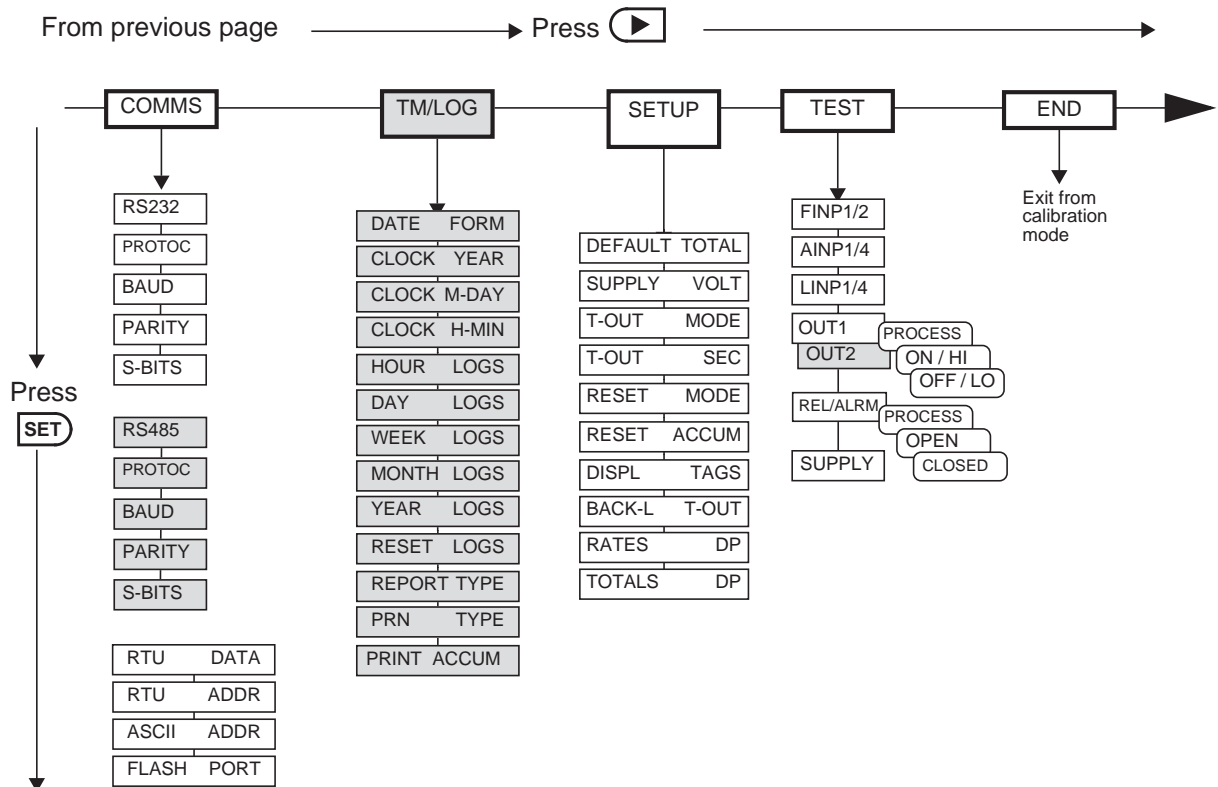 From previous page
Press
COMMS
TM/LOG
SETUP
TEST
END
Press
SET
RS232
PROTOC
BAUD
PARITY
S-BITS
RS485
PROTOC
BAUD
PARITY
S-BITS
RTU DATA
RTU ADDR
ASCII ADDR
FLASH PORT
DATE FORM
CLOCK YEAR
CLOCK M-DAY
CLOCK H-MIN
HOUR LOGS
DAY LOGS
WEEK LOGS
MONTH LOGS
YEAR LOGS
RESET LOGS
REPORT TYPE
PRN TYPE
PRINT ACCUM
DEFAULT TOTAL
SUPPLY VOLT
T-OUT MODE
T-OUT SEC
RESET MODE
RESET ACCUM
DISPL TAGS
BACK-L T-OUT
RATES DP
TOTALS DP
FINP1/2
AINP1/4
LINP1/4
OUT1
OUT2
PROCESS
ON / HI
OFF / LO
REL/ALRM
PROCESS
OPEN
CLOSED
SUPPLY
Exit from
calibration
mode